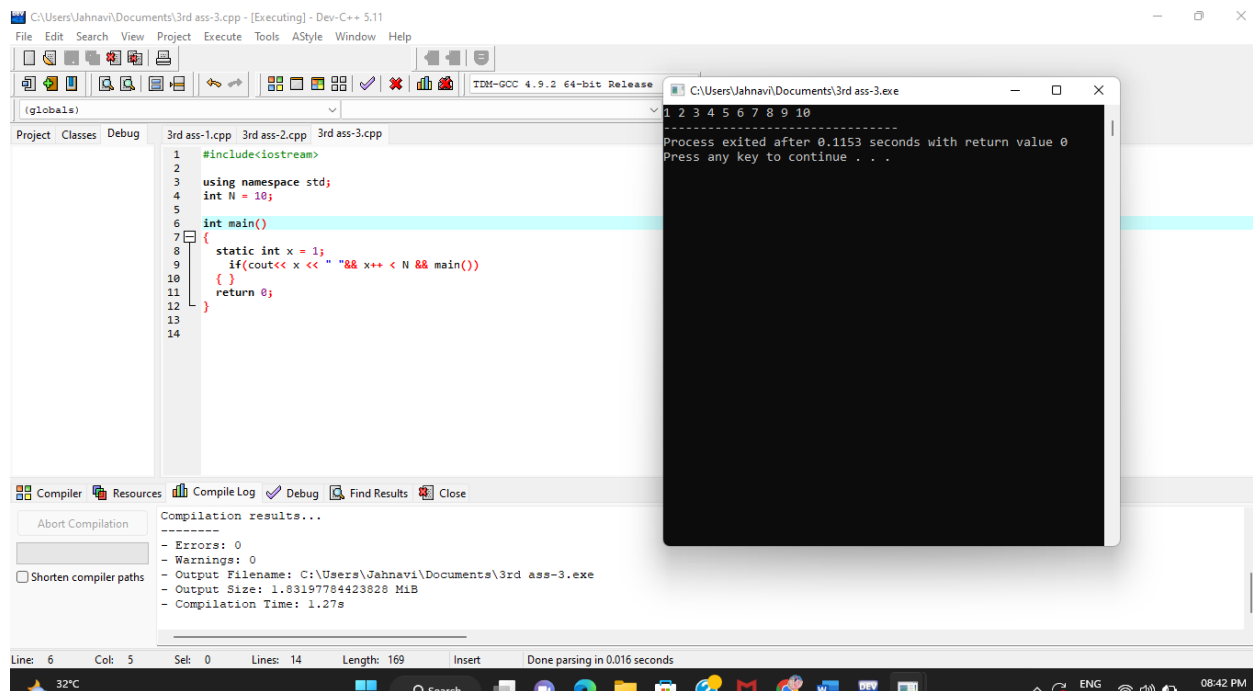 C:\Users\Jahnavi\Documents\3rd ass-3.cpp - [Executing] - Dev-C++ 5.11
File Edit Search View Project Execute Tools AStyle Window Help
TDM-GCC 4.9.2 64-bit Release
(globals)
Project Classes Debug
3rd ass-1.cpp 3rd ass-2.cpp 3rd ass-3.cpp
1 #include<iostream>
2
3 using namespace std;
4 int N = 10;
5
6 int main()
7 {
8 static int x = 1;
9 if(cout<< x << " "&& x++ < N && main())
10 { }
11 return 0;
12 }
13
14
C:\Users\Jahnavi\Documents\3rd ass-3.exe
1 2 3 4 5 6 7 8 9 10
--------------------------------
Process exited after 0.1153 seconds with return value 0
Press any key to continue . . .
Compiler Resources Compile Log Debug Find Results Close
Abort Compilation
Shorten compiler paths
Compilation results...
--------
- Errors: 0
- Warnings: 0
- Output Filename: C:\Users\Jahnavi\Documents\3rd ass-3.exe
- Output Size: 1.83197784423828 MiB
- Compilation Time: 1.27s
Line: 6 Col: 5 Sel: 0 Lines: 14 Length: 169 Insert Done parsing in 0.016 seconds
32°C
Search
DEV
ENG
08:42 PM